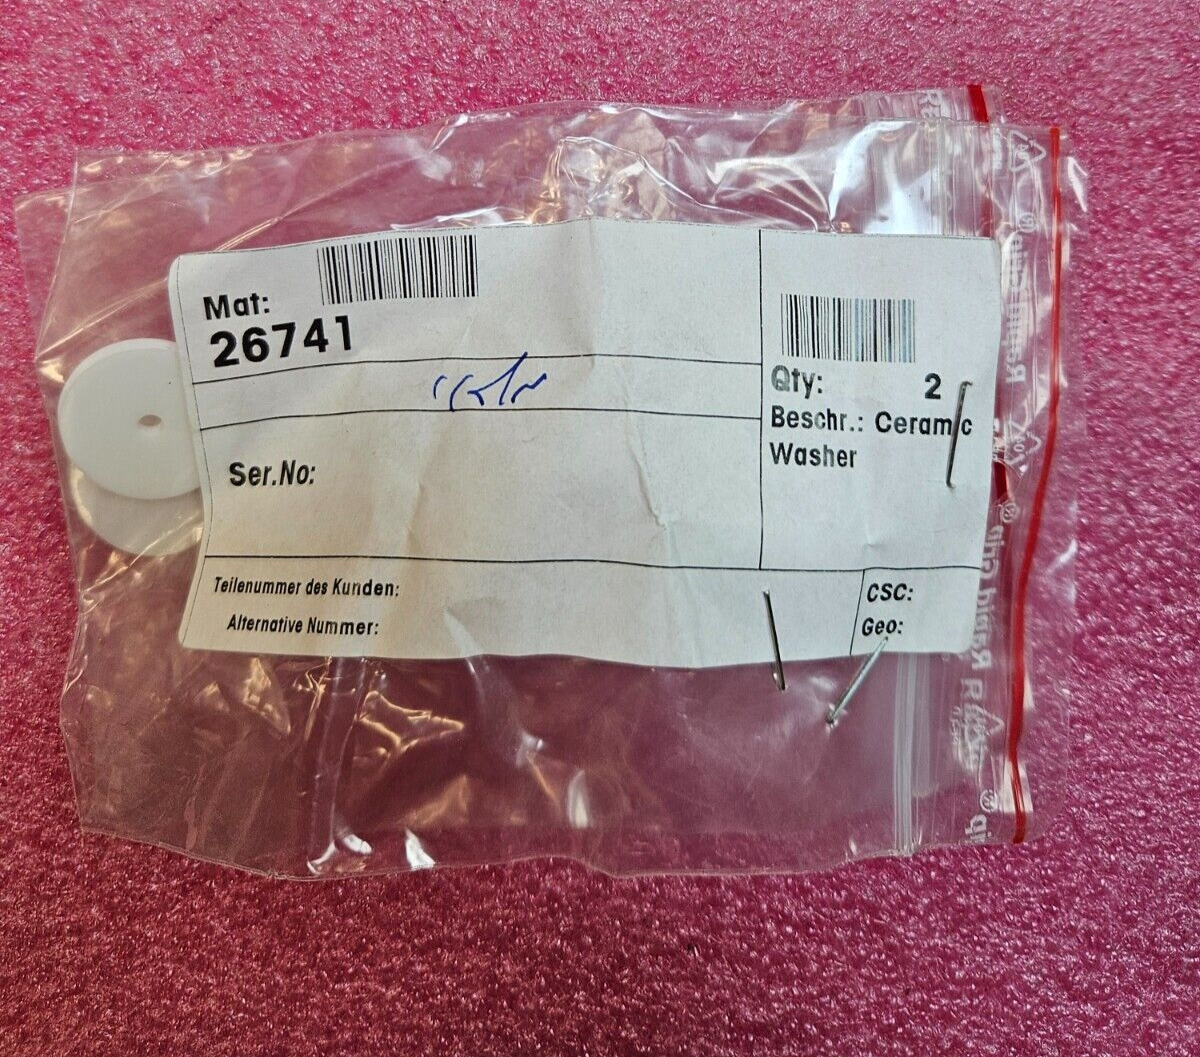 Mat:
26741
Qty: 2
Beschr.: Ceramic
Washer
Ser.No:
Teilenummer des Kunden:
Alternative Nummer:
CSC:
Geo: